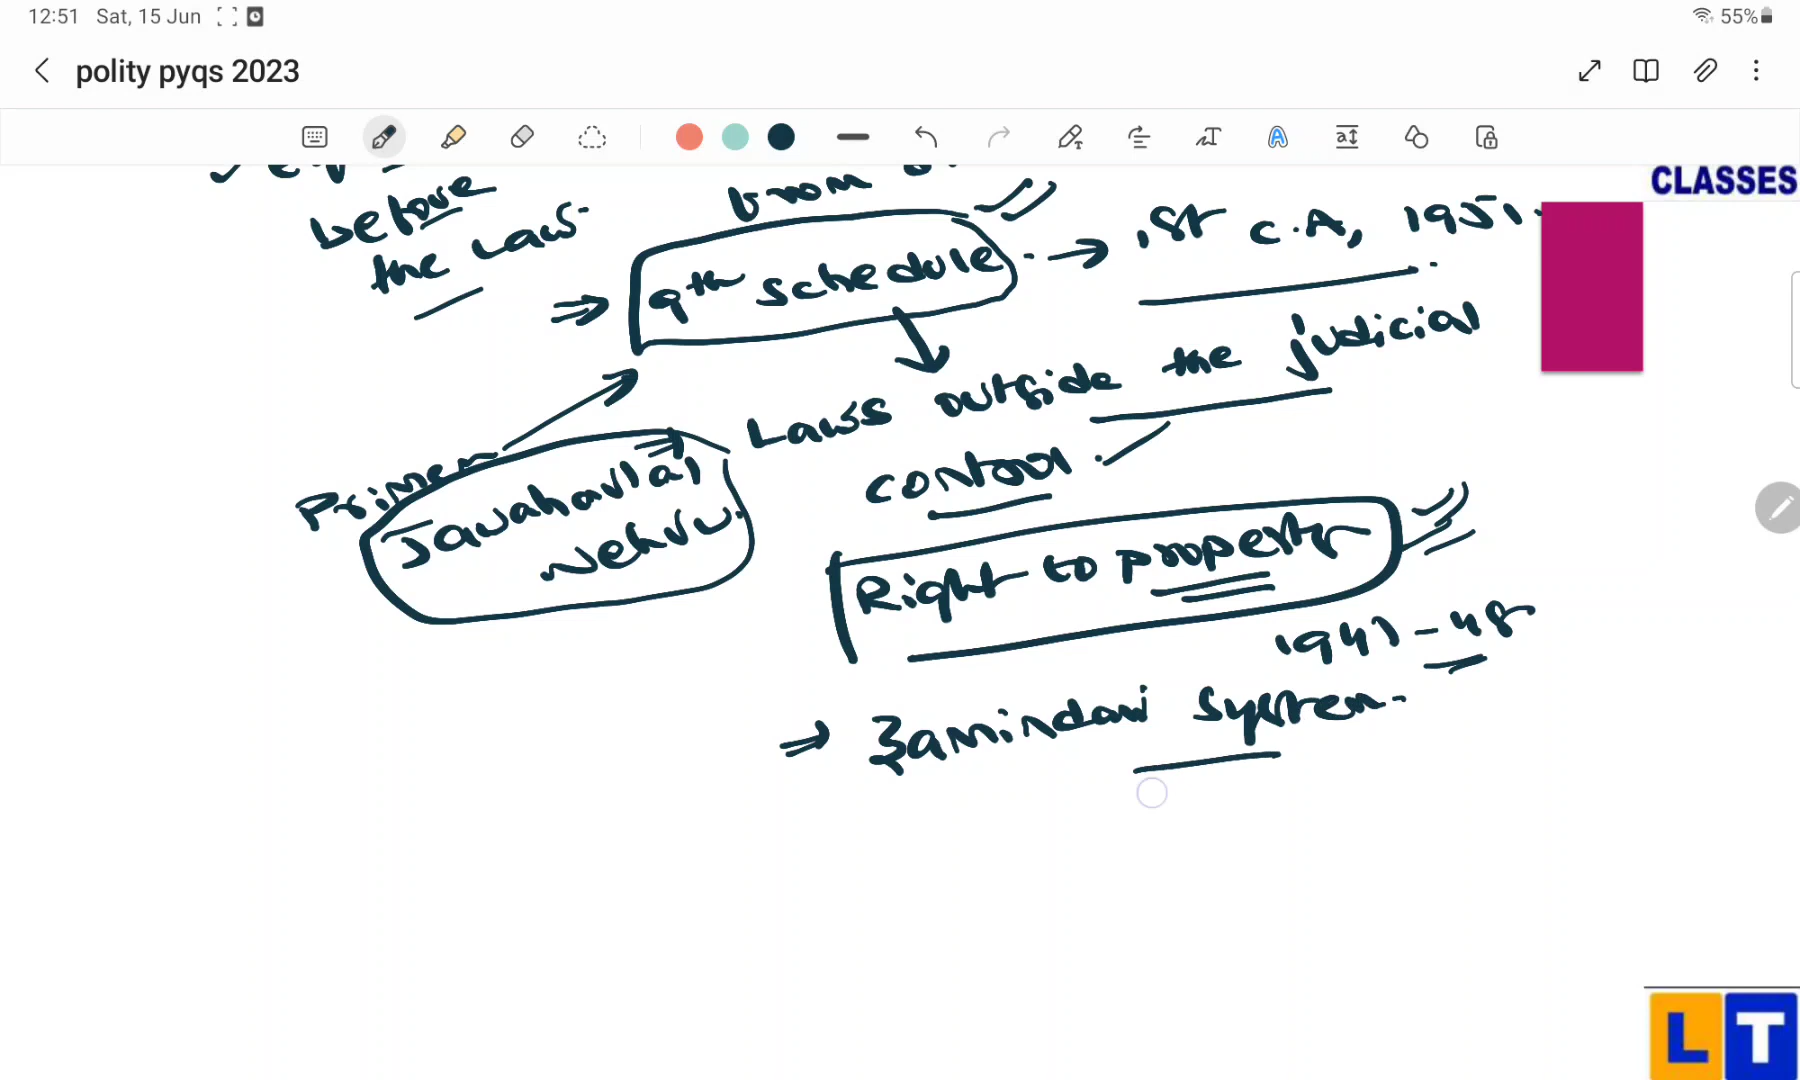 12:51 Sat, 15 Jun
55%
polity pyqs 2023
CLASSES
before
the Law.
from
9th schedule. → 1st C.A, 1951.
⇒
Laws outside the judicial
control.
Prime
Jawaharlal
Nehru.
Right to property
1947-48
⇒ Zamindari system.
LT